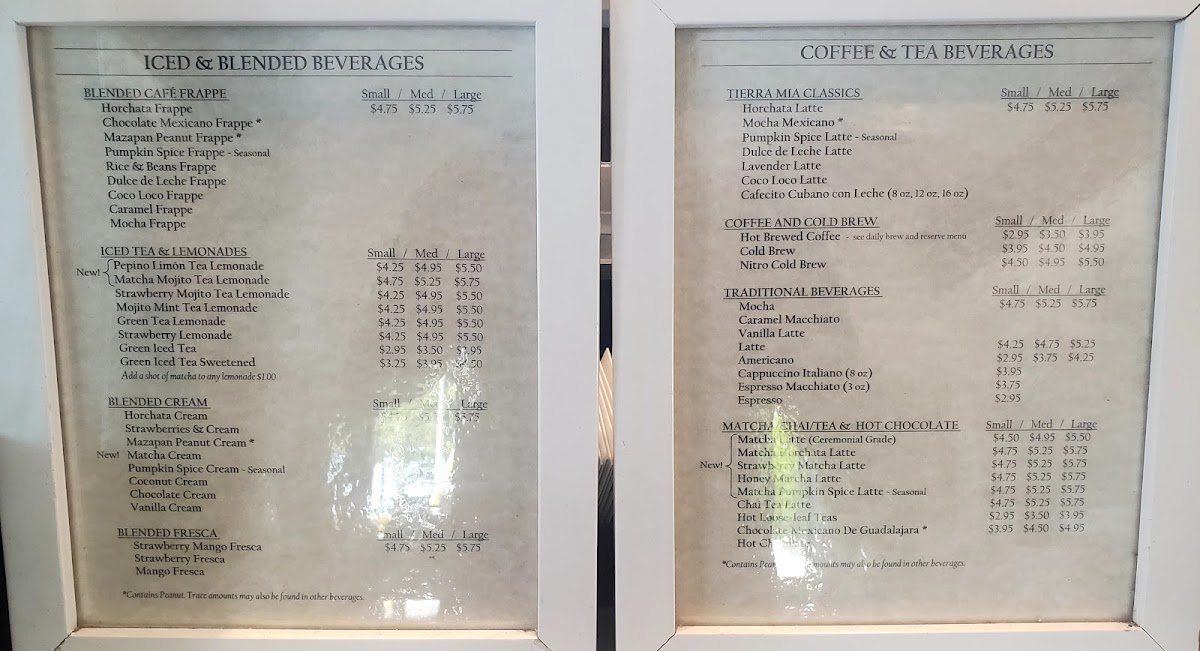 ICED & BLENDED BEVERAGES
BLENDED CAFÉ FRAPPE Small / Med / Large
Horchata Frappe $4.75 $5.25 $5.75
Chocolate Mexicano Frappe *
Mazapan Peanut Frappe *
Pumpkin Spice Frappe - Seasonal
Rice & Beans Frappe
Dulce de Leche Frappe
Coco Loco Frappe
Caramel Frappe
Mocha Frappe
ICED TEA & LEMONADES Small / Med / Large
New! Pepino Limón Tea Lemonade $4.25 $4.95 $5.50
Matcha Mojito Tea Lemonade $4.75 $5.25 $5.75
Strawberry Mojito Tea Lemonade $4.25 $4.95 $5.50
Mojito Mint Tea Lemonade $4.25 $4.95 $5.50
Green Tea Lemonade $4.25 $4.95 $5.50
Strawberry Lemonade $4.25 $4.95 $5.50
Green Iced Tea $2.95 $3.50 $3.95
Green Iced Tea Sweetened $3.25 $3.95 $4.50
Add a shot of matcha to any lemonade $1.00
BLENDED CREAM Small / Med / Large
Horchata Cream $5.75
Strawberries & Cream
Mazapan Peanut Cream *
New! Matcha Cream
Pumpkin Spice Cream - Seasonal
Coconut Cream
Chocolate Cream
Vanilla Cream
BLENDED FRESCA Small / Med / Large
Strawberry Mango Fresca $4.75 $5.25 $5.75
Strawberry Fresca
Mango Fresca
*Contains Peanut. Trace amounts may also be found in other beverages.
COFFEE & TEA BEVERAGES
TIERRA MIA CLASSICS Small / Med / Large
Horchata Latte $4.75 $5.25 $5.75
Mocha Mexicano *
Pumpkin Spice Latte - Seasonal
Dulce de Leche Latte
Lavender Latte
Coco Loco Latte
Cafecito Cubano con Leche (8 oz, 12 oz, 16 oz)
COFFEE AND COLD BREW Small / Med / Large
Hot Brewed Coffee - see daily brew and reserve menu $2.95 $3.50 $3.95
Cold Brew $3.95 $4.50 $4.95
Nitro Cold Brew $4.50 $4.95 $5.50
TRADITIONAL BEVERAGES Small / Med / Large
Mocha $4.75 $5.25 $5.75
Caramel Macchiato
Vanilla Latte
Latte $4.25 $4.75 $5.25
Americano $2.95 $3.75 $4.25
Cappuccino Italiano (8 oz) $3.95
Espresso Macchiato (3 oz) $3.75
Espresso $2.95
MATCHA, CHAI/TEA & HOT CHOCOLATE Small / Med / Large
Matcha Latte (Ceremonial Grade) $4.50 $4.95 $5.50
Matcha Horchata Latte $4.75 $5.25 $5.75
New! Strawberry Matcha Latte $4.75 $5.25 $5.75
Honey Matcha Latte $4.75 $5.25 $5.75
Matcha Pumpkin Spice Latte - Seasonal $4.75 $5.25 $5.75
Chai Tea Latte $4.75 $5.25 $5.75
Hot Loose-leaf Teas $2.95 $3.50 $3.95
Chocolate Mexicano De Guadalajara * $3.95 $4.50 $4.95
Hot
*Contains amounts may also be found in other beverages.